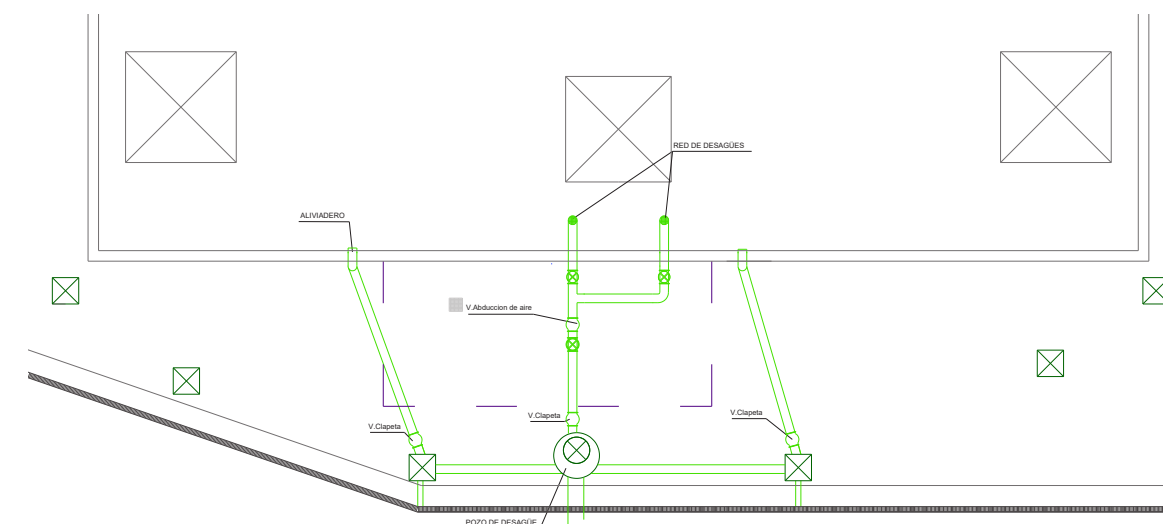 RED DE DESAGÜES
ALIVIADERO
V.Abduccion de aire
V.Clapeta
V.Clapeta
V.Clapeta
POZO DE DESAGÜE